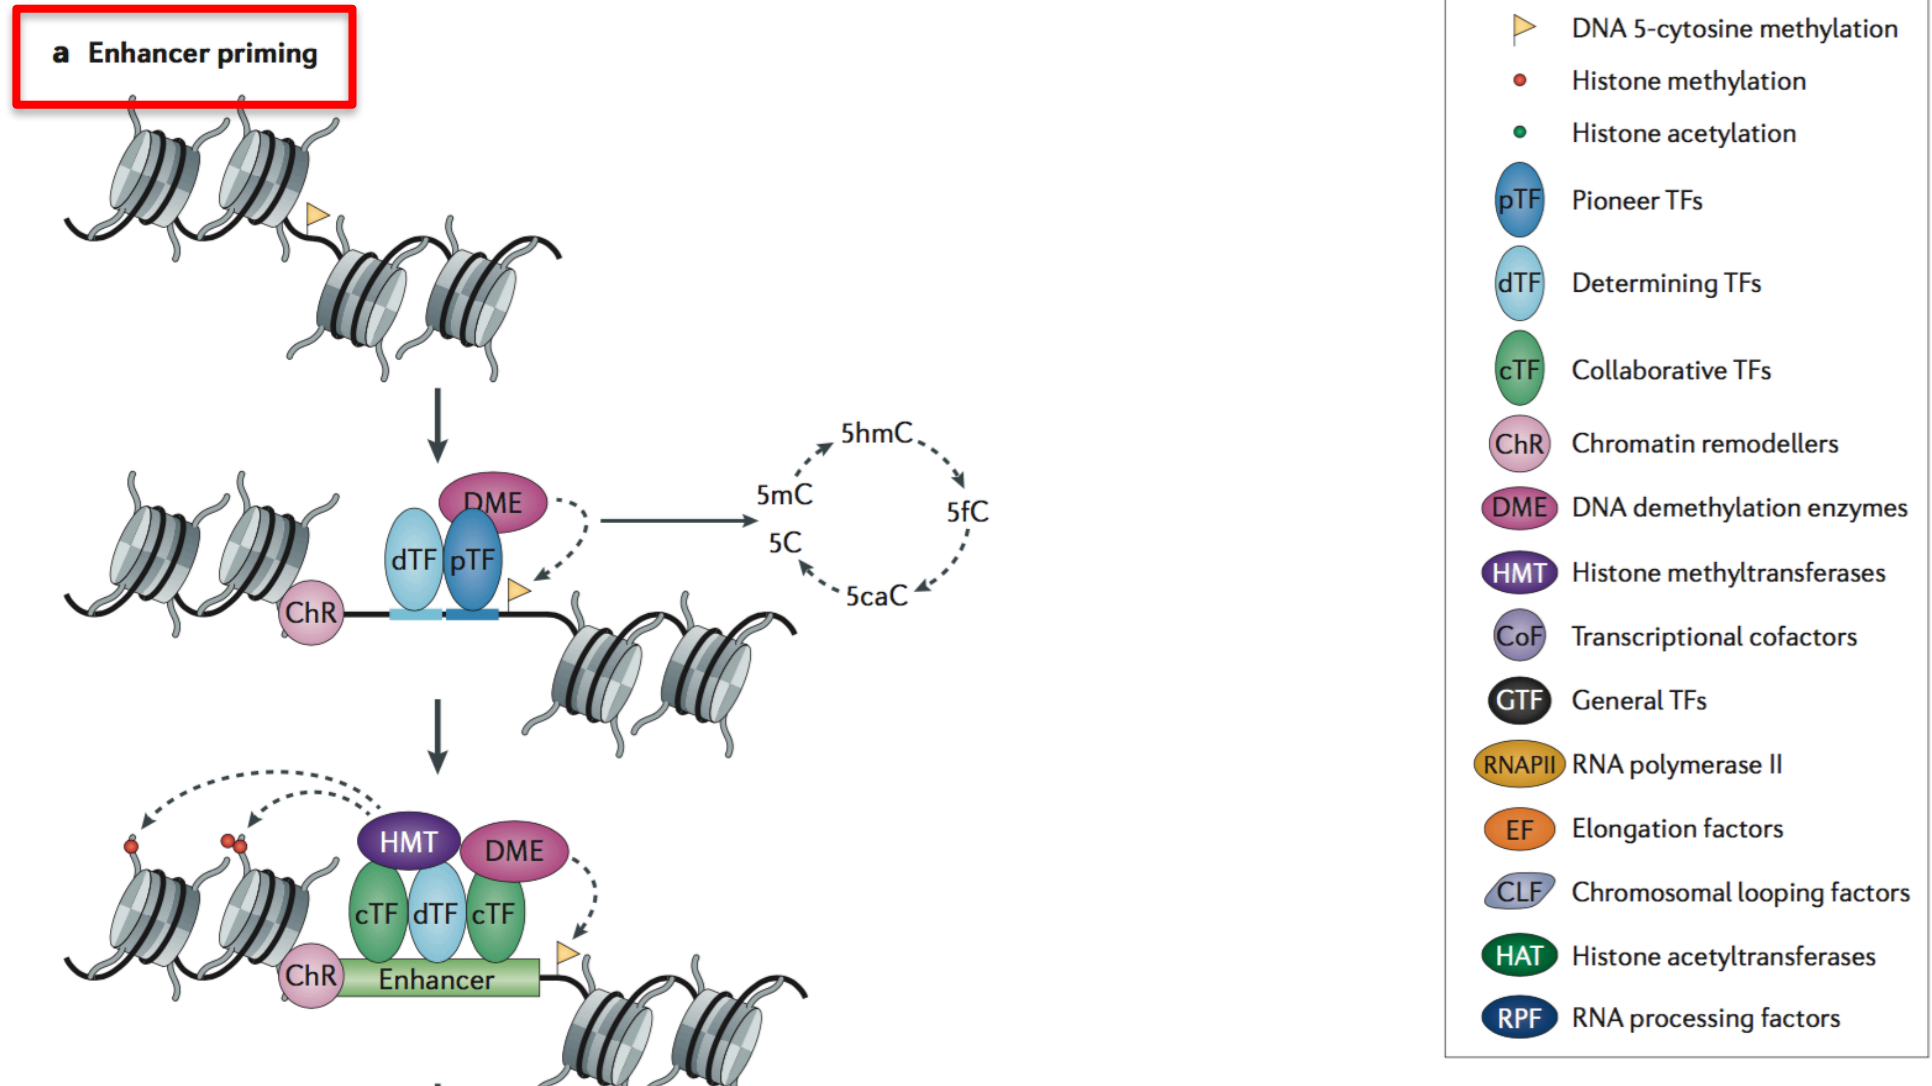 a Enhancer priming
DME
dTF
pTF
ChR
5hmC
5mC
5fC
5C
5caC
HMT
DME
cTF
dTF
cTF
ChR
Enhancer
DNA 5-cytosine methylation
Histone methylation
Histone acetylation
pTF Pioneer TFs
dTF Determining TFs
cTF Collaborative TFs
ChR Chromatin remodellers
DME DNA demethylation enzymes
HMT Histone methyltransferases
CoF Transcriptional cofactors
GTF General TFs
RNAPII RNA polymerase II
EF Elongation factors
CLF Chromosomal looping factors
HAT Histone acetyltransferases
RPF RNA processing factors